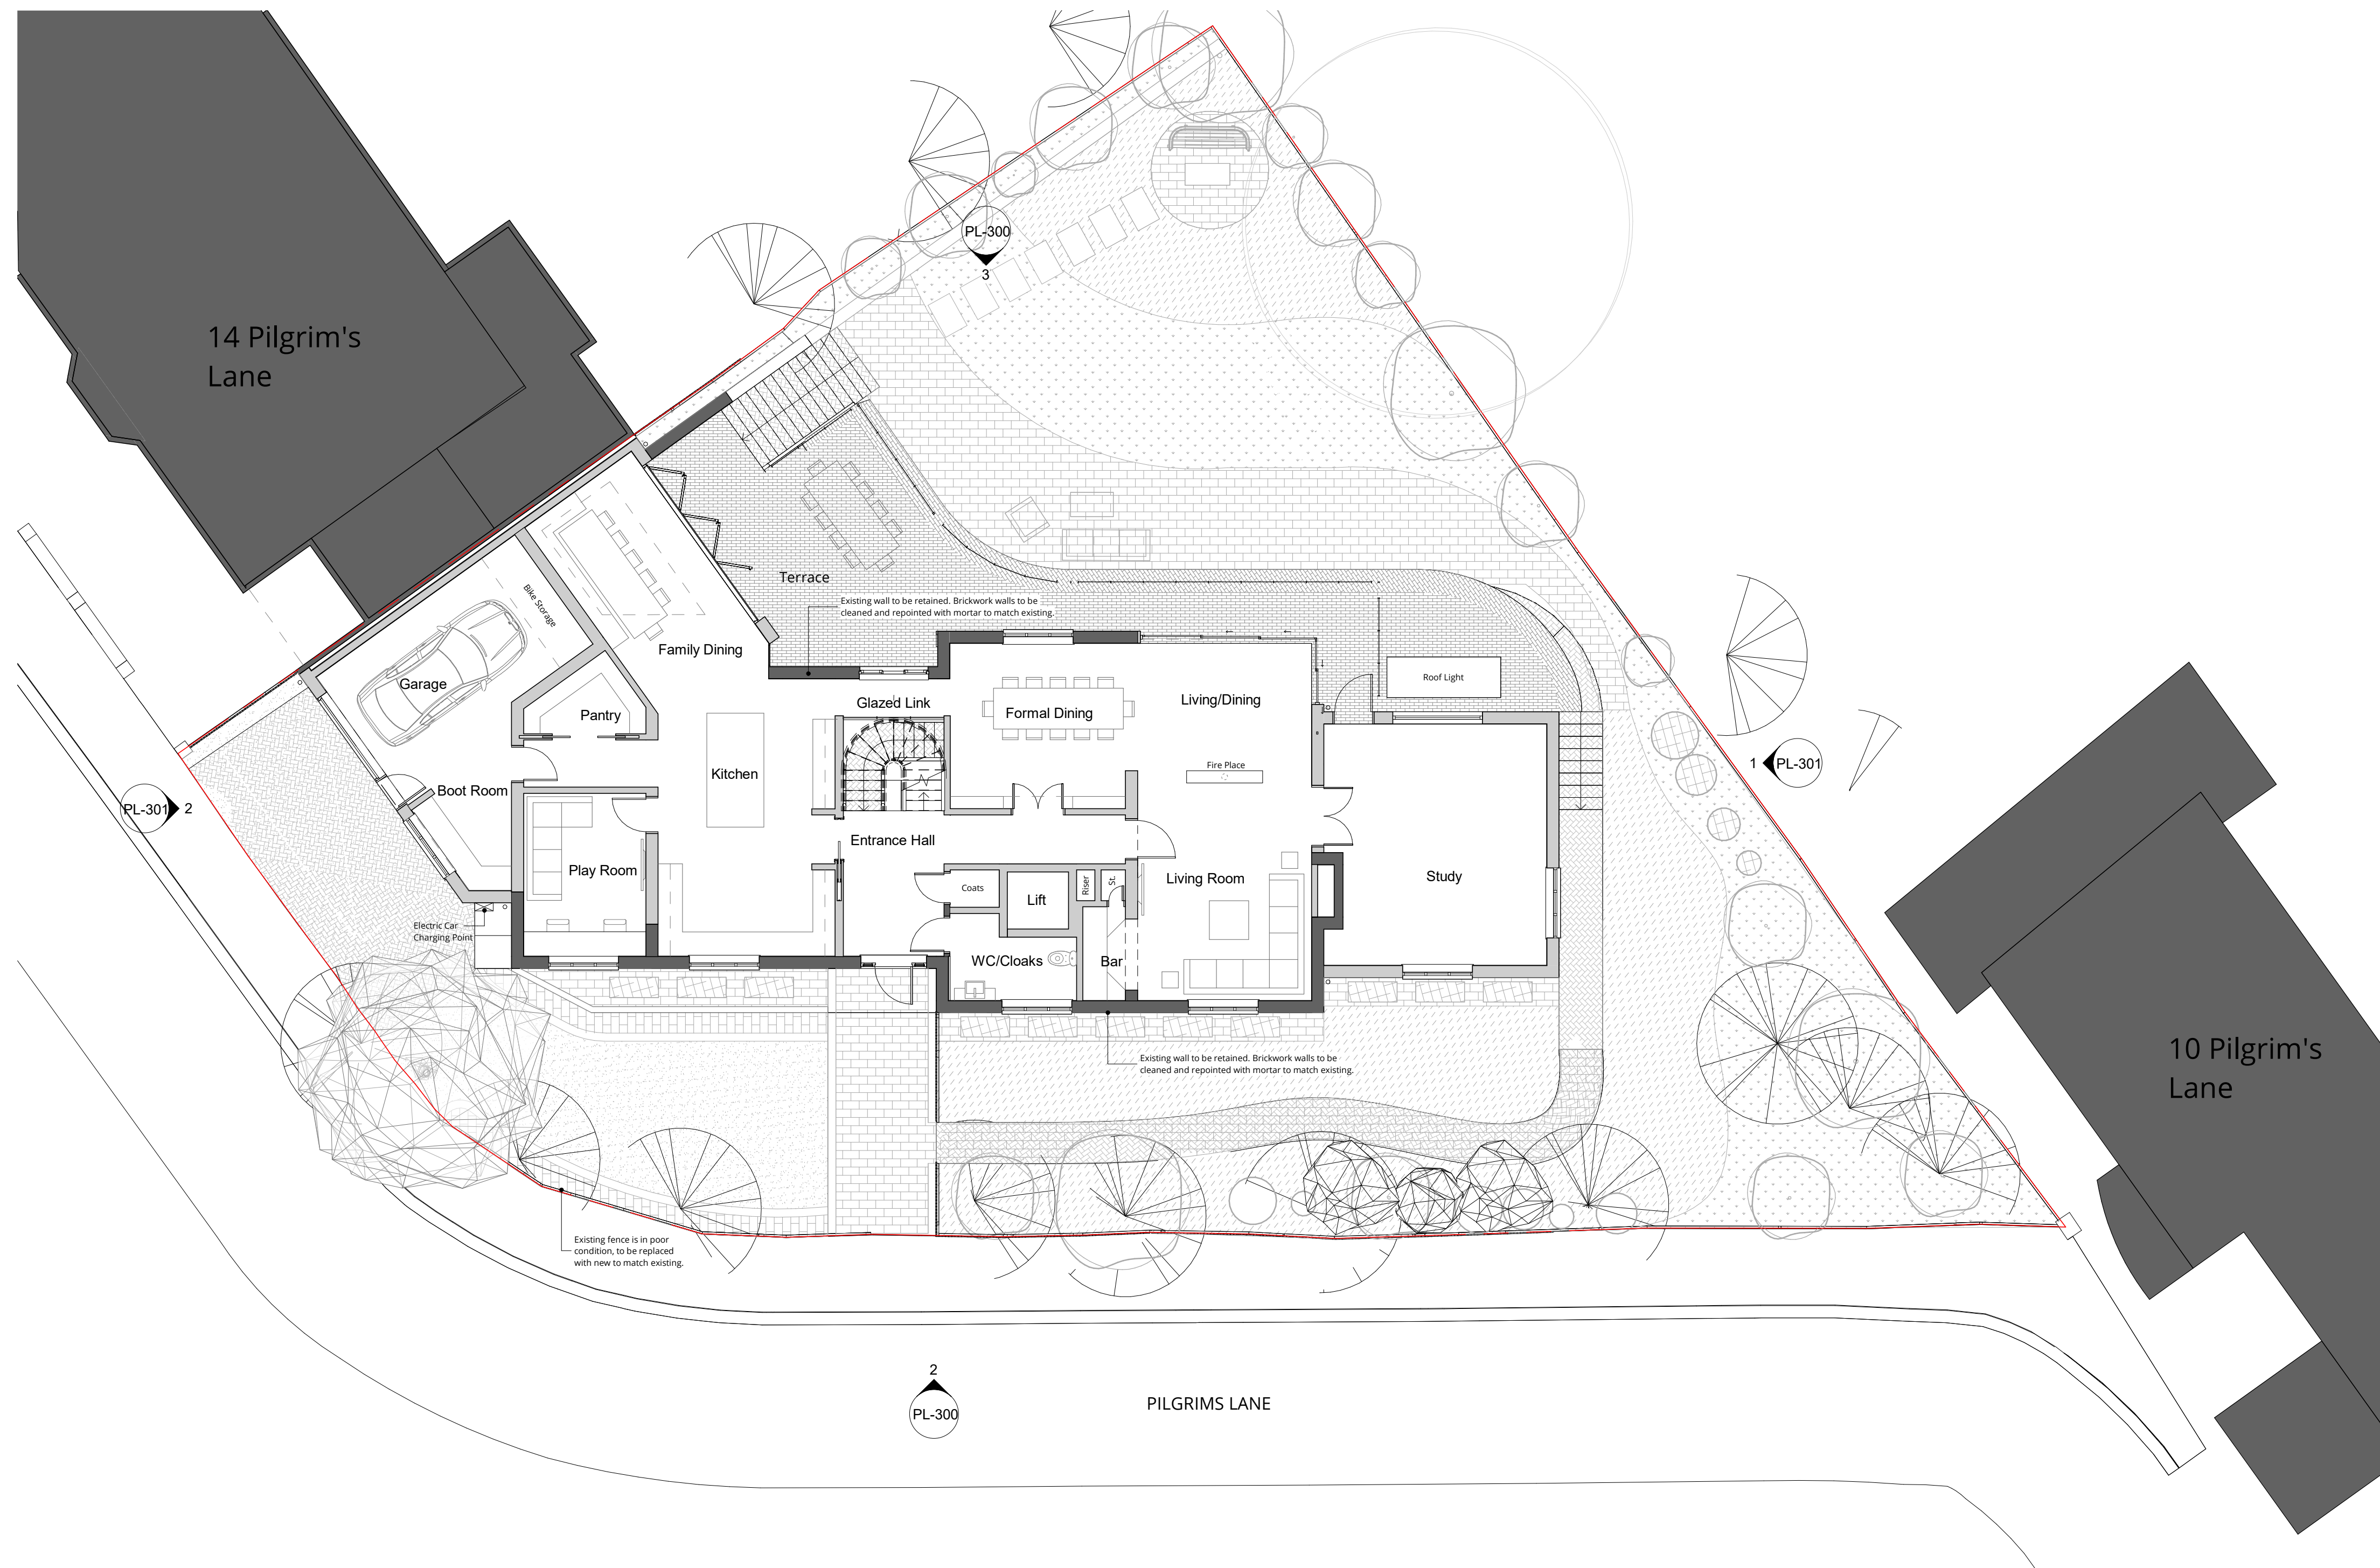 PL-300
3
14 Pilgrim's
Lane
Terrace
Existing wall to be retained. Brickwork walls to be
cleaned and repointed with mortar to match existing.
Bike Storage
Family Dining
Garage
Pantry
Glazed Link
Formal Dining
Living/Dining
Roof Light
Kitchen
Fire Place
Boot Room
1
PL-301
PL-301
2
Entrance Hall
Play Room
Coats
Lift
Riser
St.
Living Room
Study
Electric Car
Charging Point
WC/Cloaks
Bar
10 Pilgrim's
Lane
Existing wall to be retained. Brickwork walls to be
cleaned and repointed with mortar to match existing.
Existing fence is in poor
condition, to be replaced
with new to match existing.
2
PL-300
PILGRIMS LANE